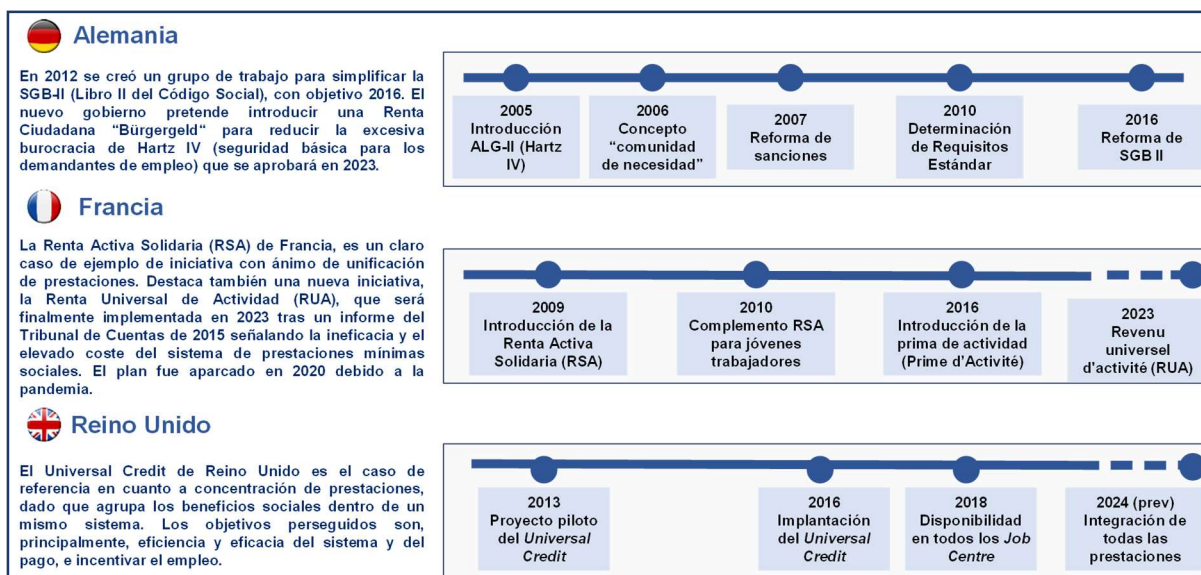 Alemania
En 2012 se creó un grupo de trabajo para simplificar la
SGB-II (Libro II del Código Social), con objetivo 2016. El
nuevo gobierno pretende introducir una Renta
Ciudadana “Bürgergeld“ para reducir la excesiva
burocracia de Hartz IV (seguridad básica para los
demandantes de empleo) que se aprobará en 2023.
2005
Introducción
ALG-II (Hartz
IV)
2006
Concepto
“comunidad
de necesidad”
2007
Reforma de
sanciones
2010
Determinación
de Requisitos
Estándar
2016
Reforma de
SGB II
Francia
La Renta Activa Solidaria (RSA) de Francia, es un claro
caso de ejemplo de iniciativa con ánimo de unificación
de prestaciones. Destaca también una nueva iniciativa,
la Renta Universal de Actividad (RUA), que será
finalmente implementada en 2023 tras un informe del
Tribunal de Cuentas de 2015 señalando la ineficacia y el
elevado coste del sistema de prestaciones mínimas
sociales. El plan fue aparcado en 2020 debido a la
pandemia.
2009
Introducción de la
Renta Activa
Solidaria (RSA)
2010
Complemento RSA
para jóvenes
trabajadores
2016
Introducción de la
prima de actividad
(Prime d'Activité)
2023
Revenu
universel
d'activité (RUA)
Reino Unido
El Universal Credit de Reino Unido es el caso de
referencia en cuanto a concentración de prestaciones,
dado que agrupa los beneficios sociales dentro de un
mismo sistema. Los objetivos perseguidos son,
principalmente, eficiencia y eficacia del sistema y del
pago, e incentivar el empleo.
2013
Proyecto piloto
del Universal
Credit
2016
Implantación
del Universal
Credit
2018
Disponibilidad
en todos los Job
Centre
2024 (prev)
Integración de
todas las
prestaciones